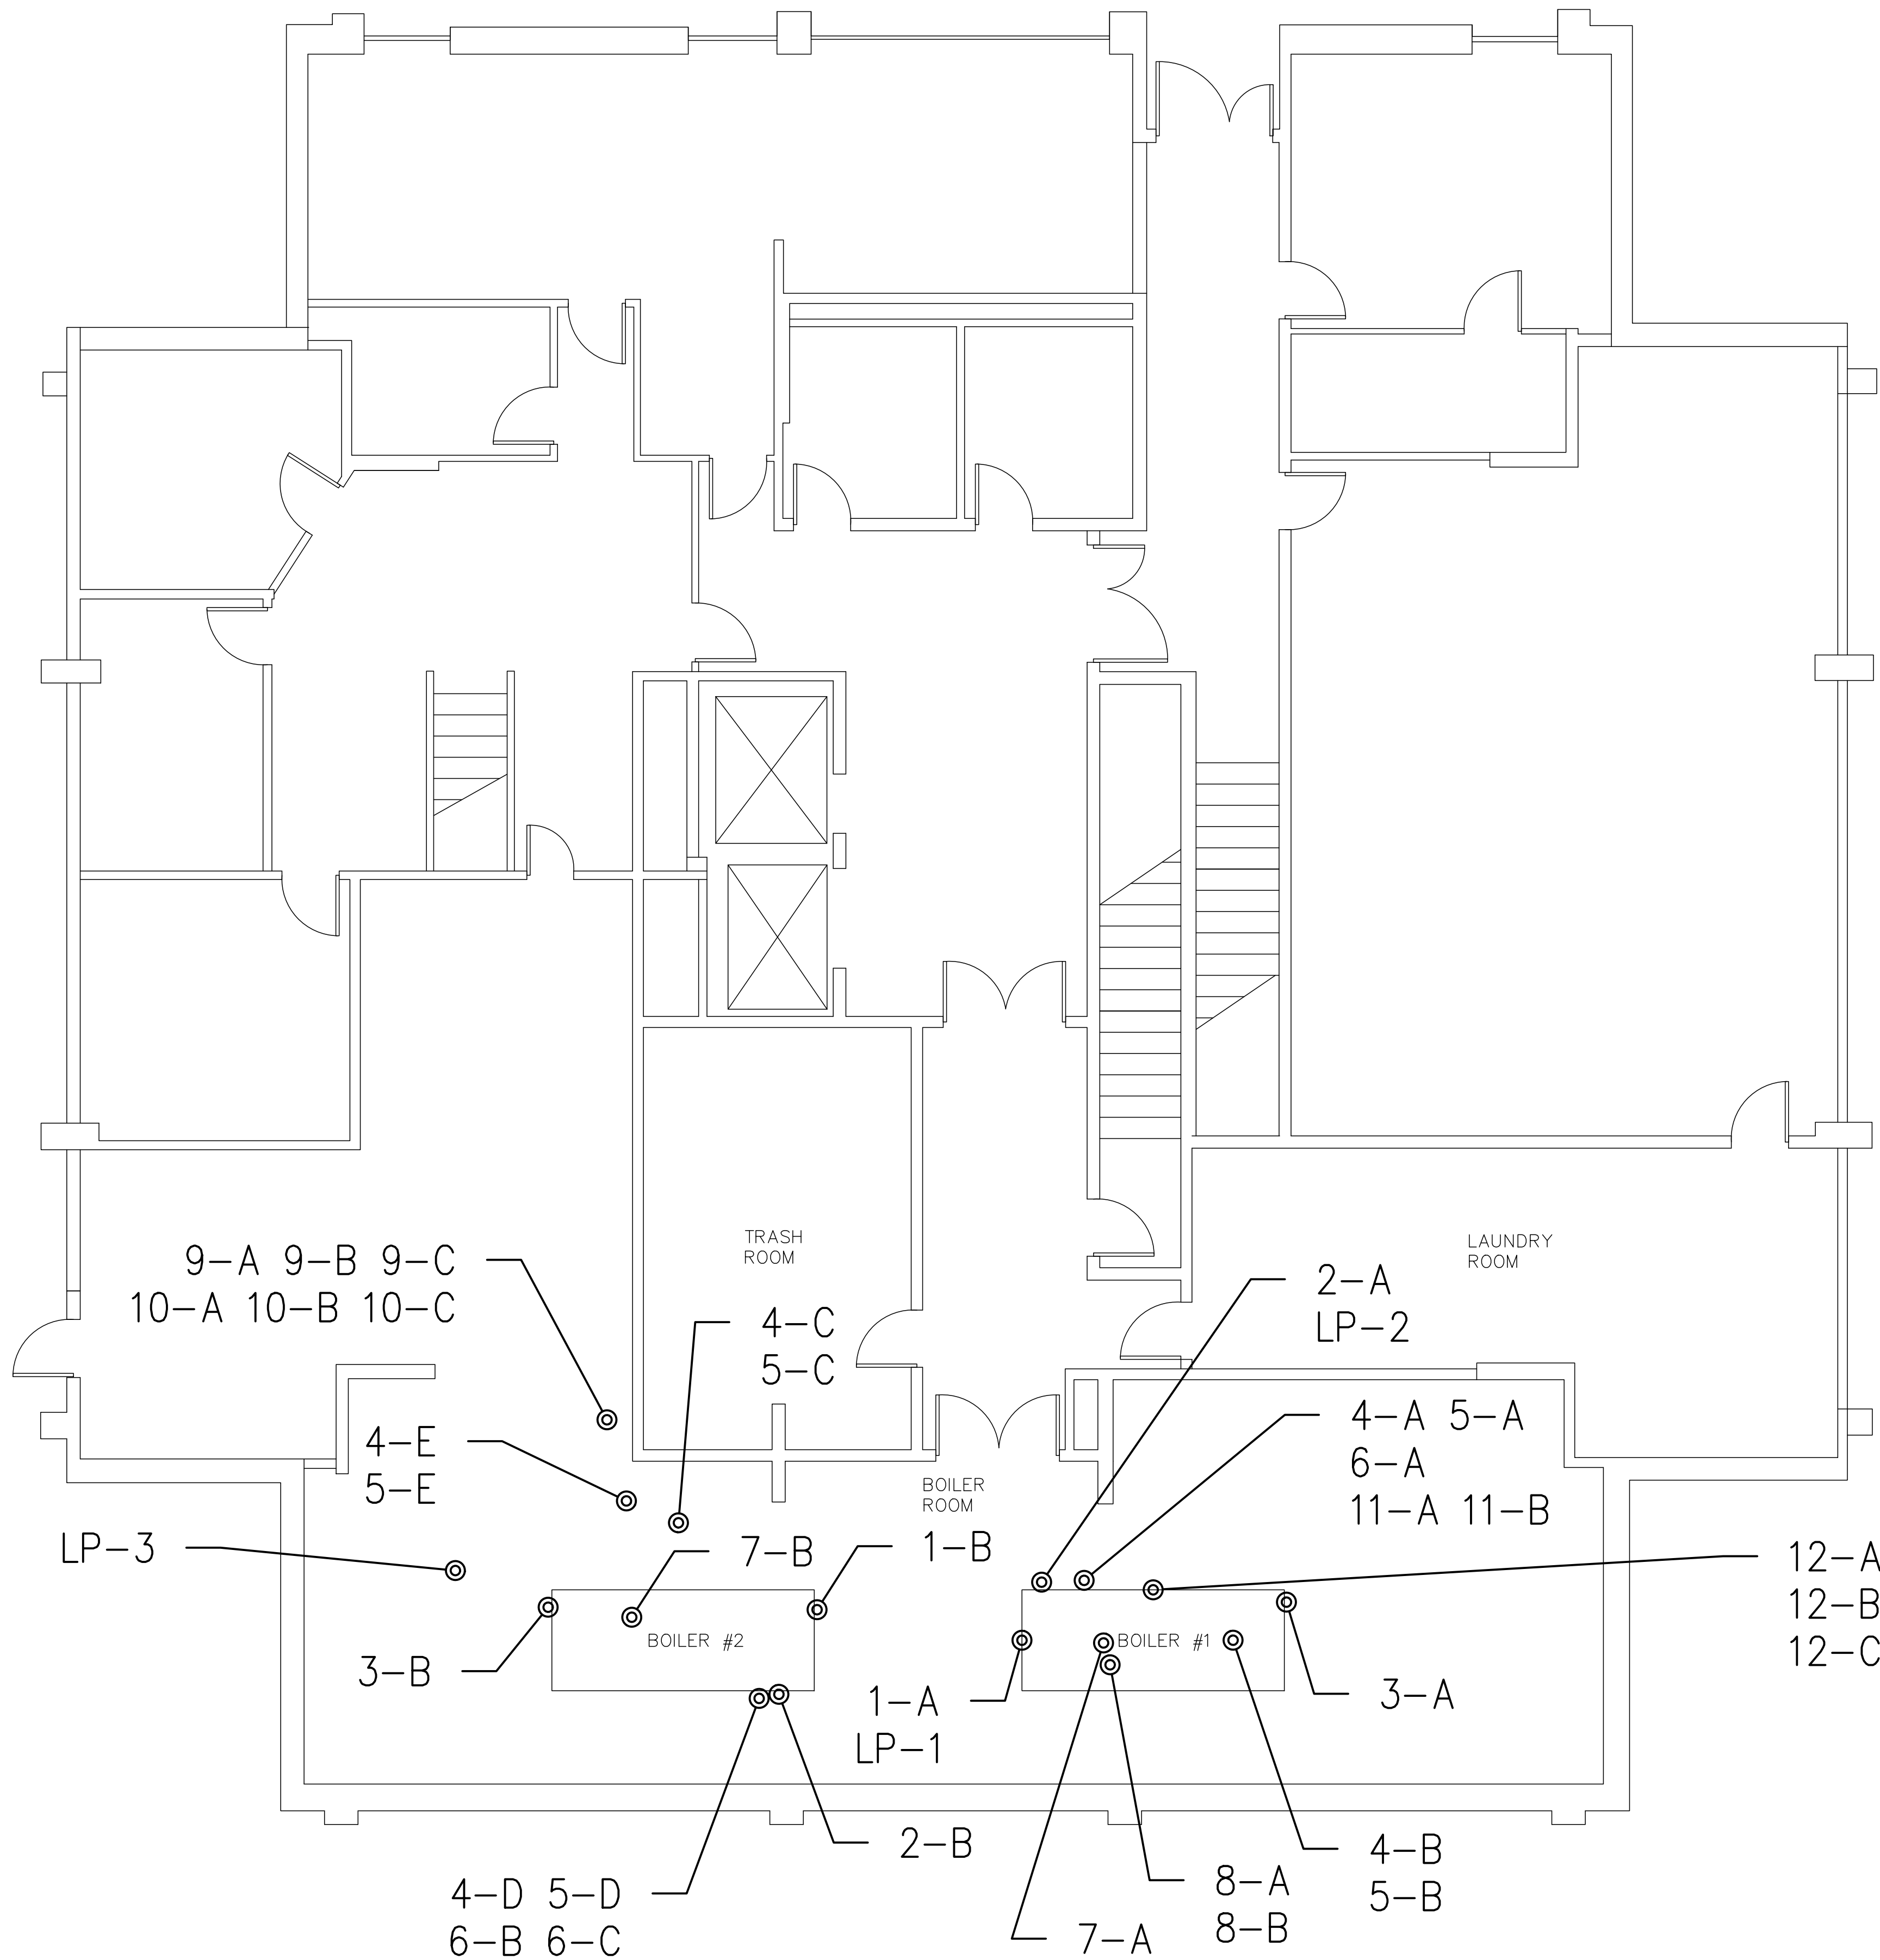 TRASH
ROOM
LAUNDRY
ROOM
9-A 9-B 9-C
10-A 10-B 10-C
2-A
LP-2
4-C
5-C
4-A 5-A
6-A
11-A 11-B
4-E
5-E
BOILER
ROOM
LP-3
7-B
1-B
12-A
12-B
12-C
BOILER #2
BOILER #1
3-B
1-A
LP-1
3-A
2-B
4-B
5-B
8-A
8-B
4-D 5-D
6-B 6-C
7-A